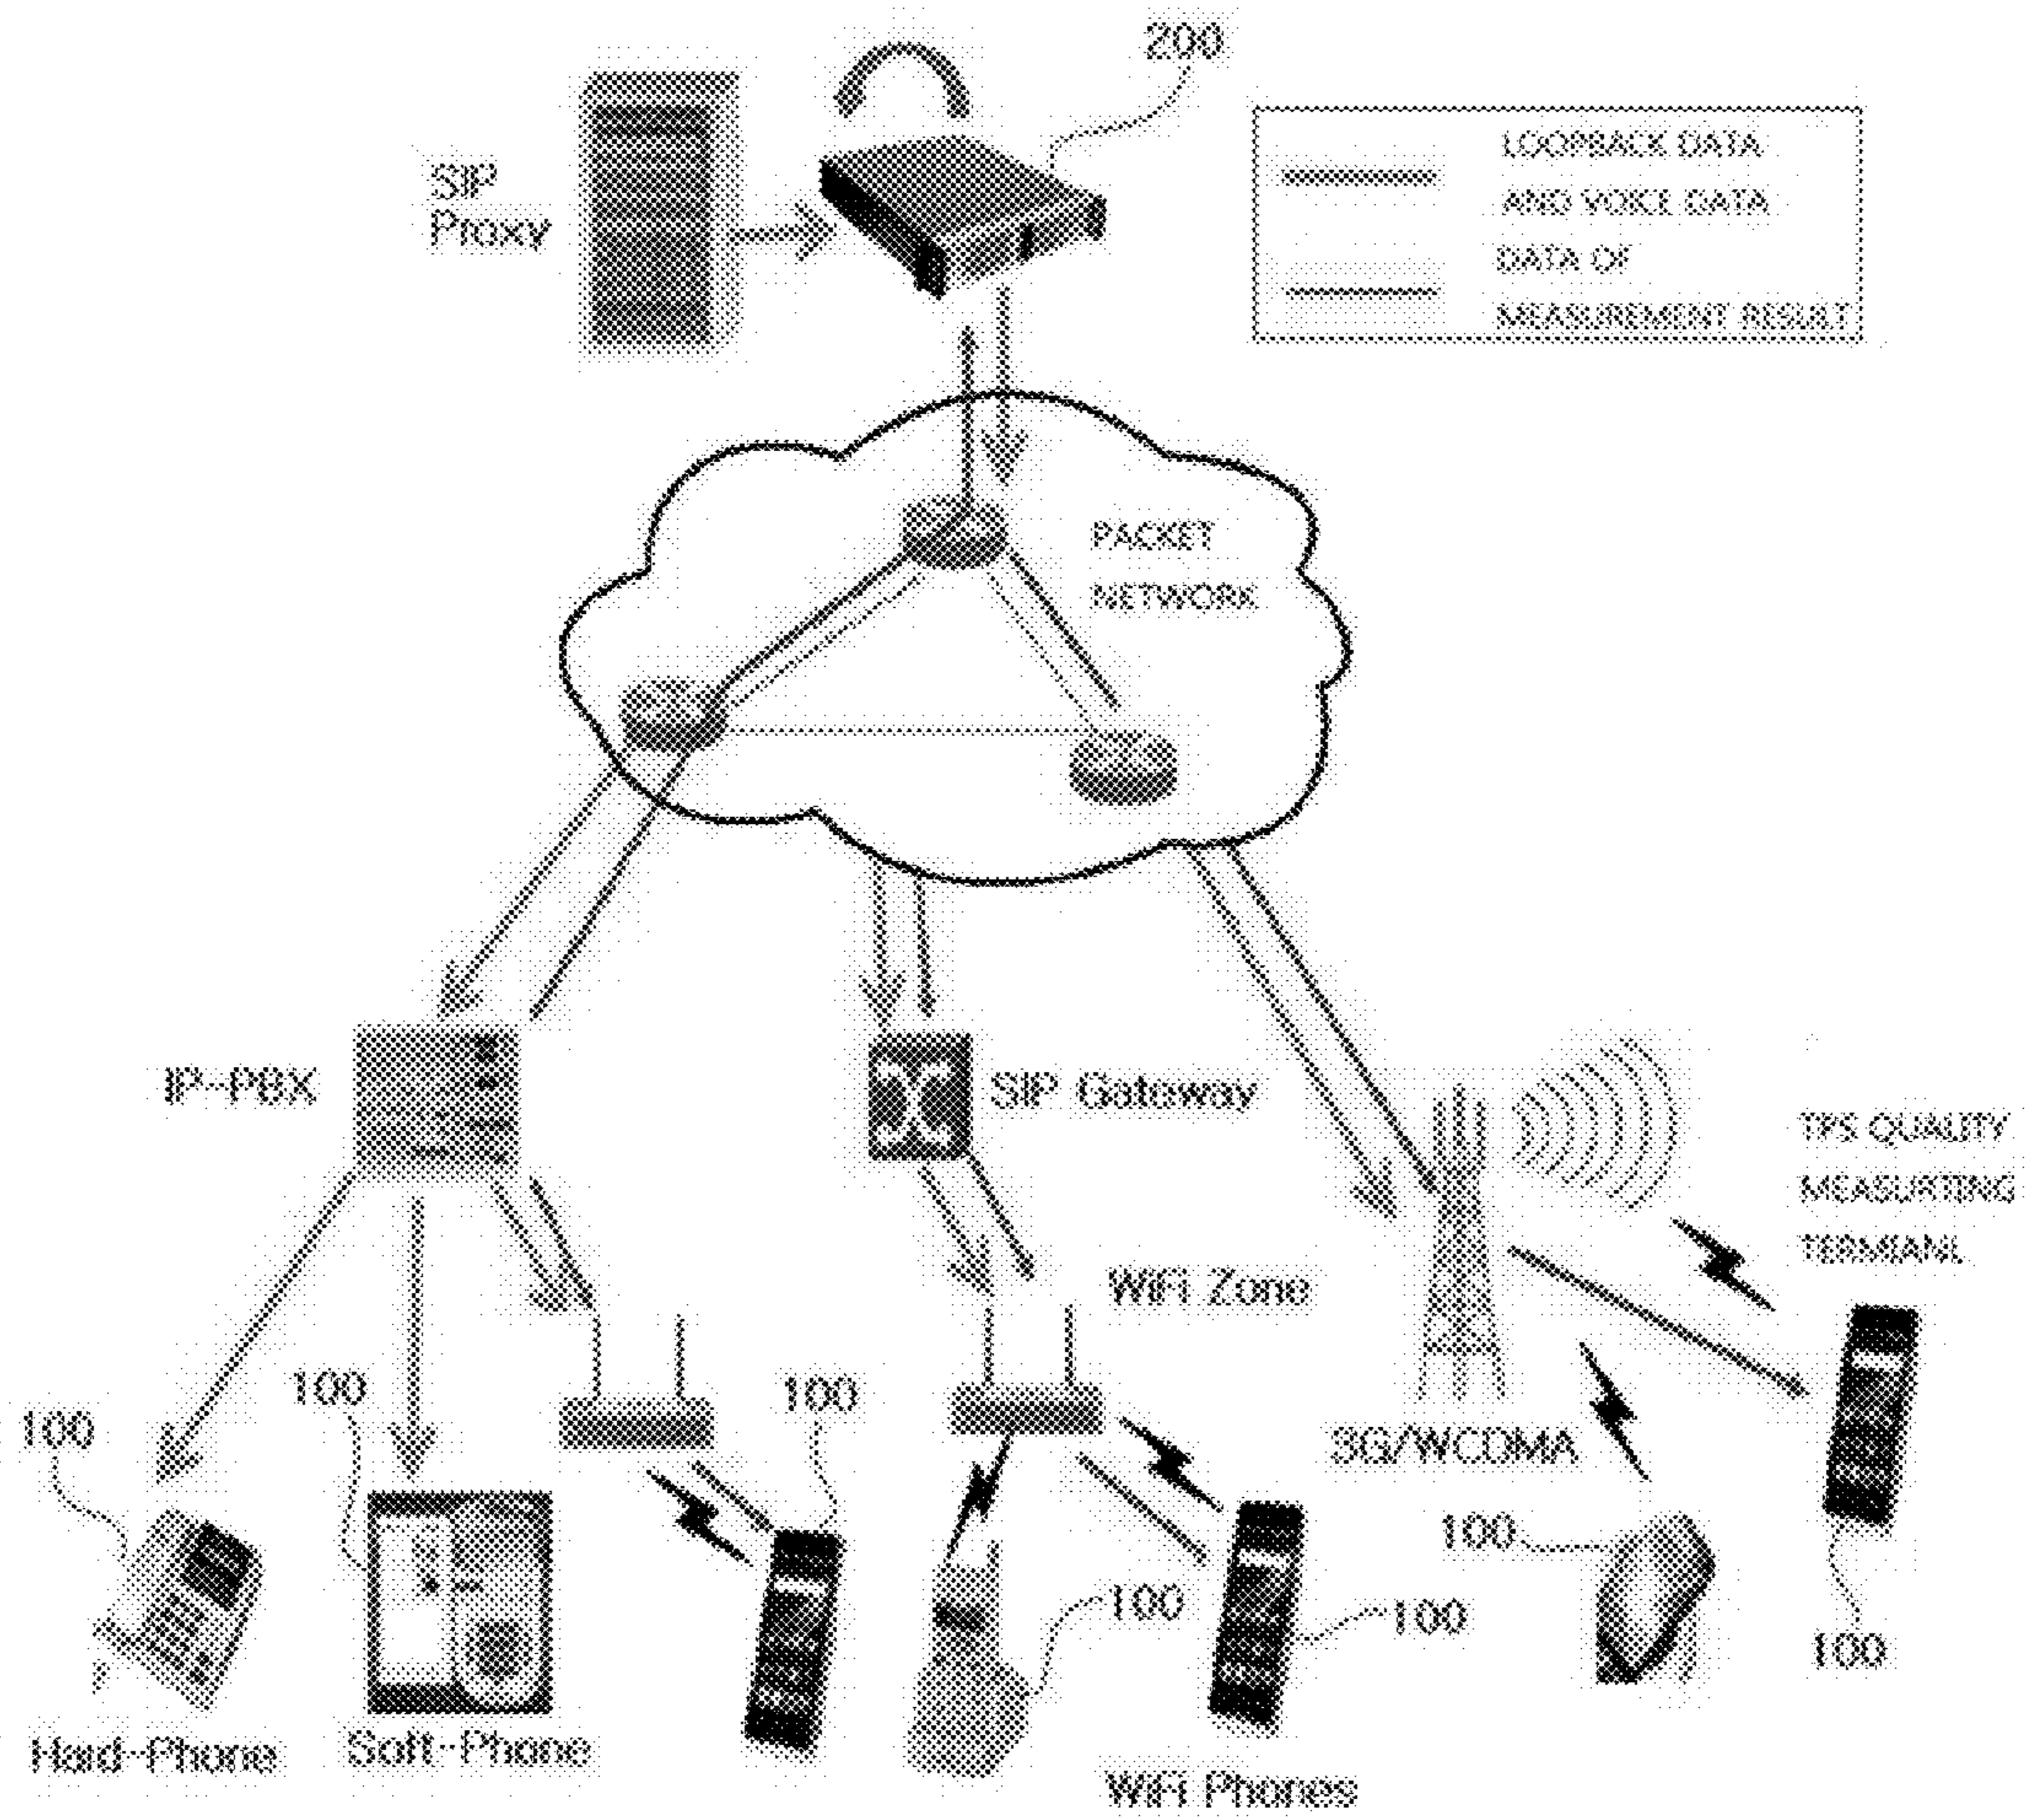 200
SIP
Proxy
LOOPBACK DATA
AND VOICE DATA
DATA OF
MEASUREMENT RESULT
PACKET
NETWORK
IP-PBX
SIP Gateway
TPS QUALITY
MEASURTING
TERMIANL
WiFi Zone
100
100
100
3G/WCDMA
100
100
100
100
Hard-Phone
Soft-Phone
WiFi Phones